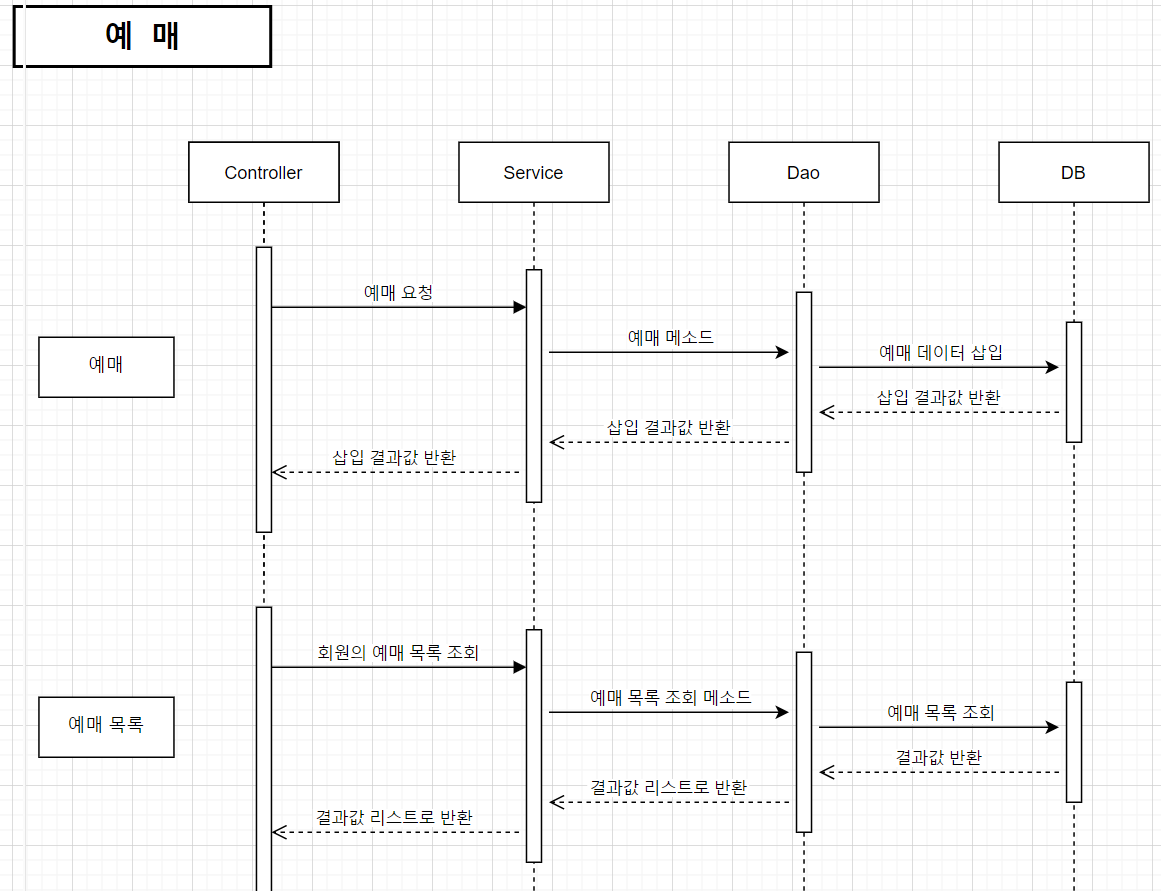 예 매
Controller
Service
Dao
DB
예매 요청
예매 메소드
예매
예매 데이터 삽입
삽입 결과값 반환
삽입 결과값 반환
삽입 결과값 반환
회원의 예매 목록 조회
예매 목록 조회 메소드
예매 목록
예매 목록 조회
결과값 반환
결과값 리스트로 반환
결과값 리스트로 반환